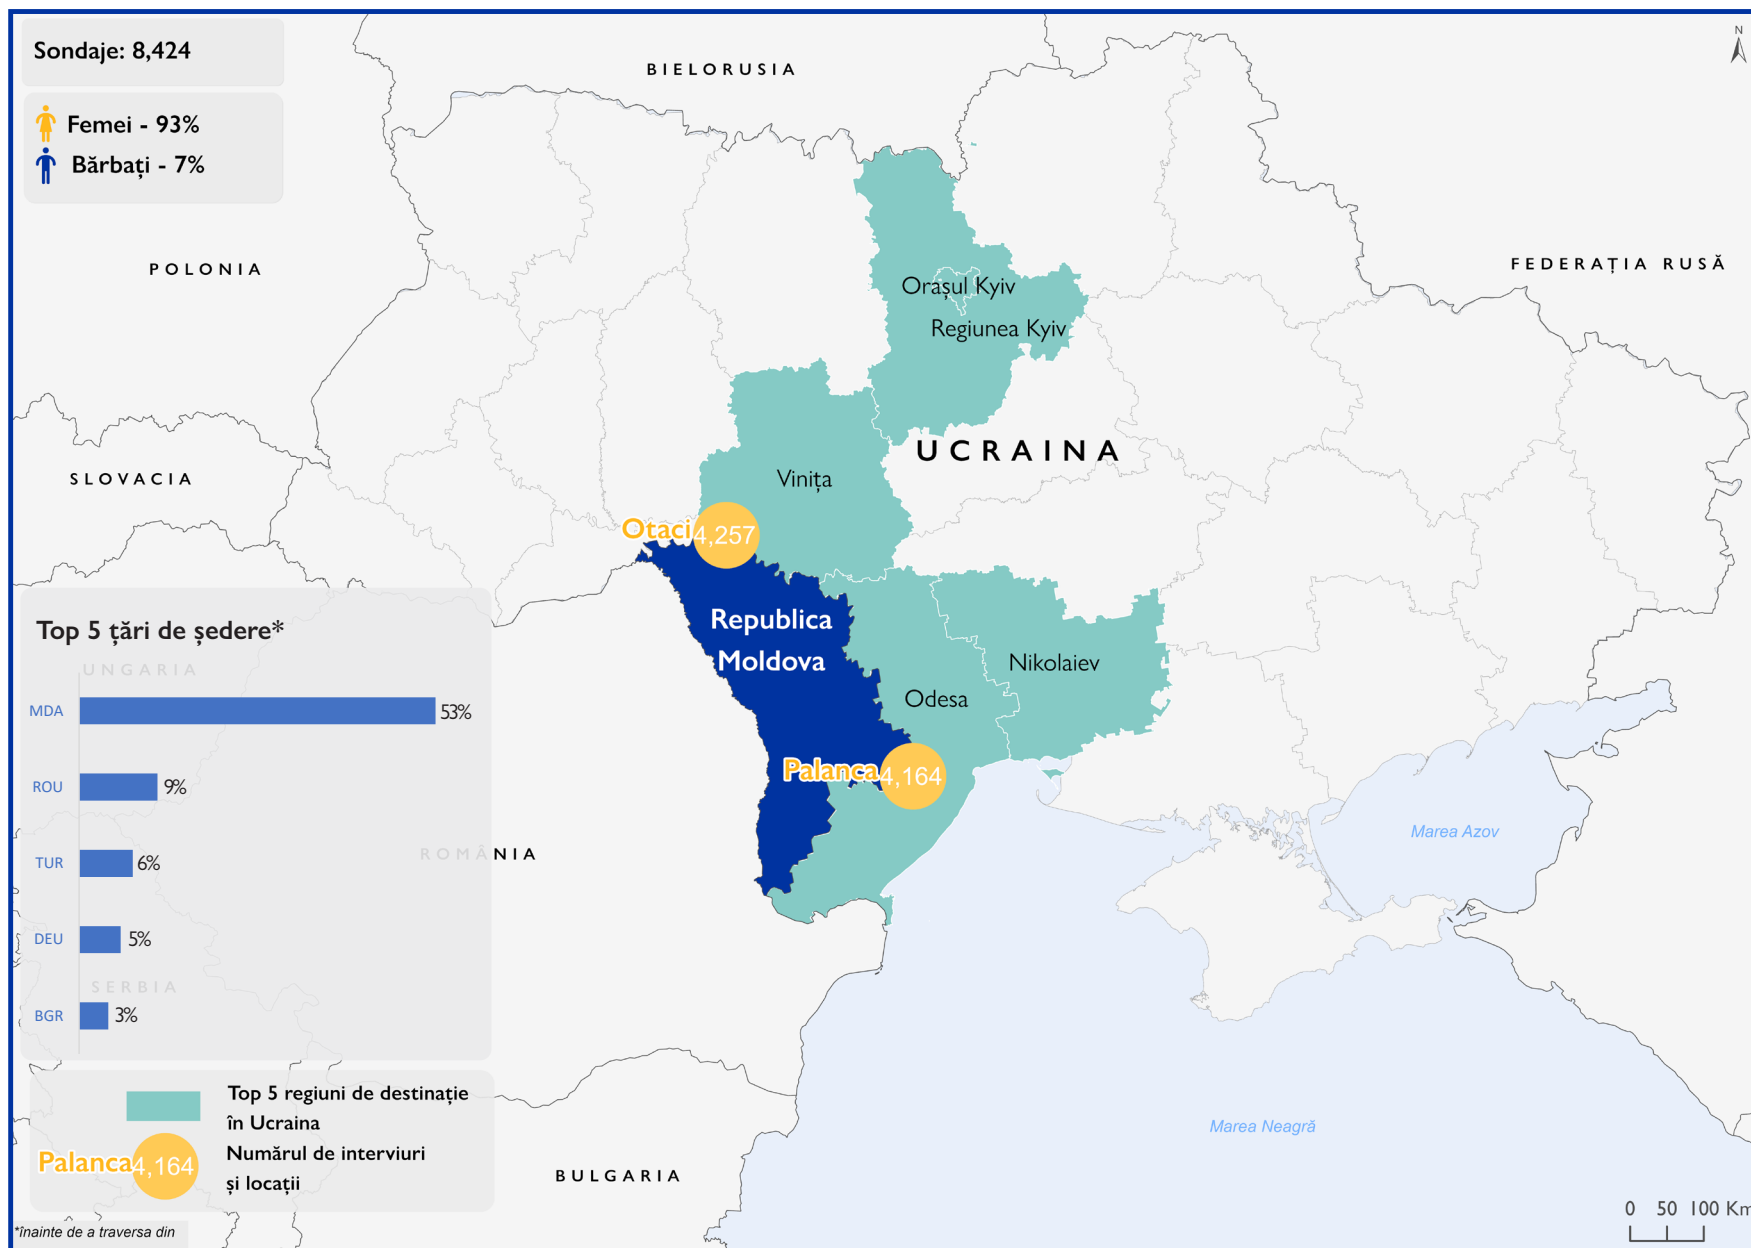 Sondaje: 8,424
Femei - 93%
Bărbați - 7%
N
BIELORUSIA
POLONIA
FEDERAȚIA RUSĂ
Orașul Kyiv
Regiunea Kyiv
UCRAINA
SLOVACIA
Vinița
Otaci 4,257
Republica
Moldova
Nikolaiev
Odesa
Palanca 4,164
Marea Azov
ROMÂNIA
Top 5 țări de ședere*
UNGARIA
MDA 53%
ROU 9%
TUR 6%
DEU 5%
SERBIA
BGR 3%
Top 5 regiuni de destinație
în Ucraina
Palanca 4,164
Numărul de interviuri
și locații
BULGARIA
Marea Neagră
0 50 100 Km
*înainte de a traversa din